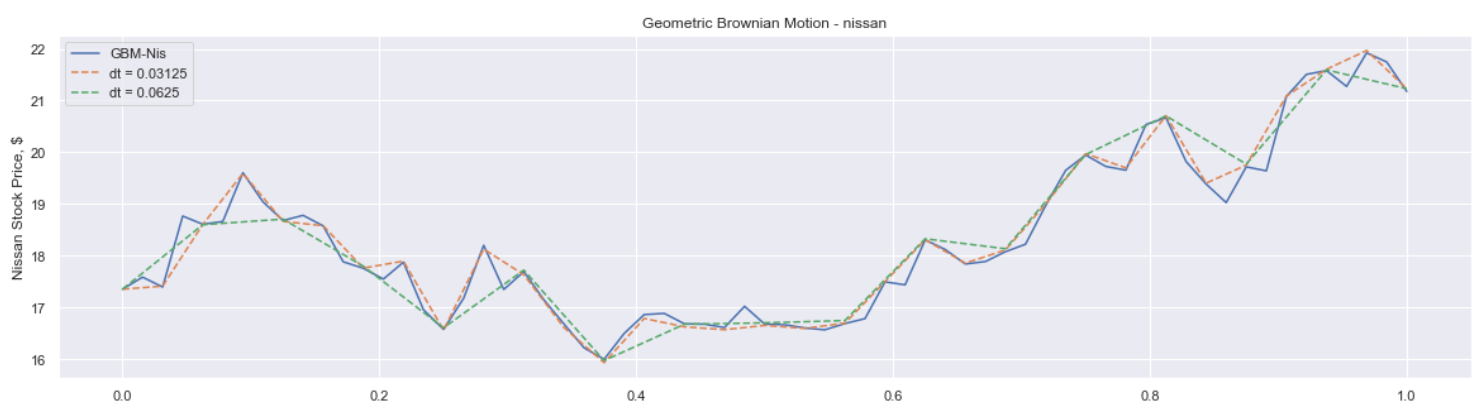 Geometric Brownian Motion - nissan
GBM-Nis
dt = 0.03125
dt = 0.0625
Nissan Stock Price, $
22
21
20
19
18
17
16
0.0
0.2
0.4
0.6
0.8
1.0